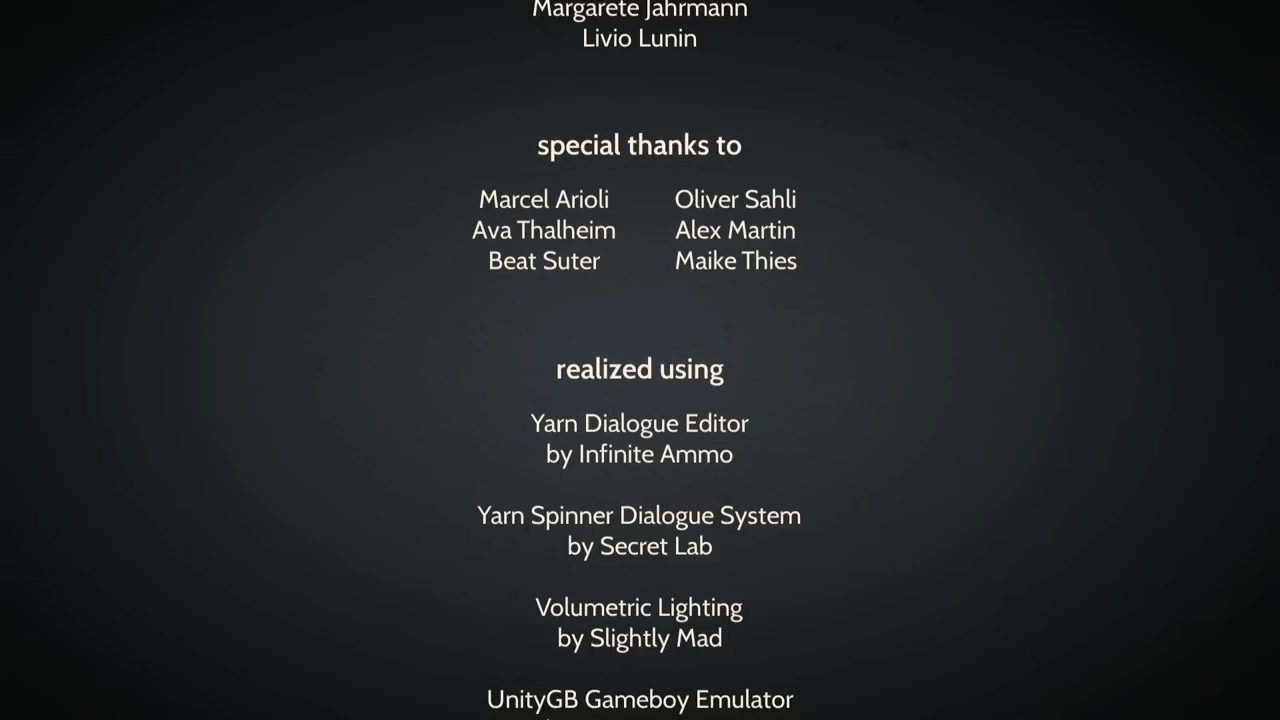 Margarete Jahrmann
Livio Lunin
special thanks to
Marcel Arioli Oliver Sahli
Ava Thalheim Alex Martin
Beat Suter Maike Thies
realized using
Yarn Dialogue Editor
by Infinite Ammo
Yarn Spinner Dialogue System
by Secret Lab
Volumetric Lighting
by Slightly Mad
UnityGB Gameboy Emulator